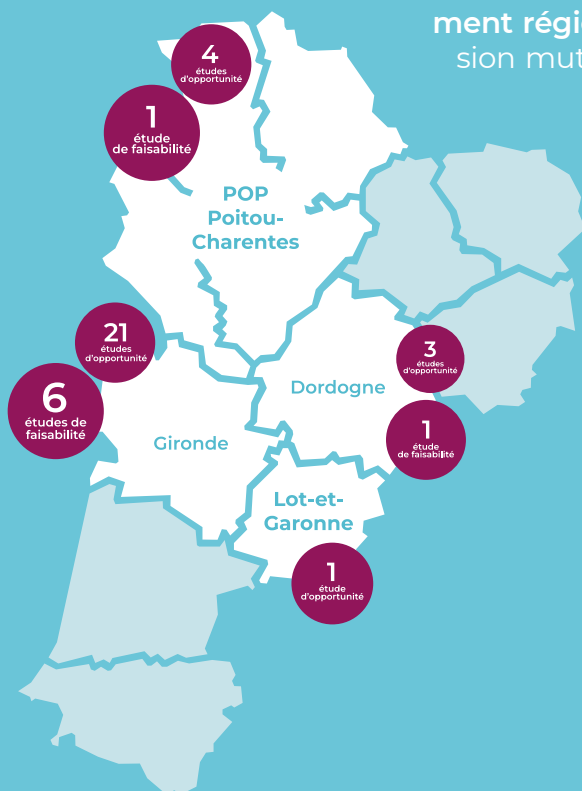 ment régi
sion mut
4
études
d'opportunité
1
étude
de faisabilité
POP
Poitou-
Charentes
21
études
d'opportunité
6
études de
faisabilité
Gironde
Dordogne
3
études
d'opportunité
1
étude
de faisabilité
Lot-et-
Garonne
1
étude
d'opportunité